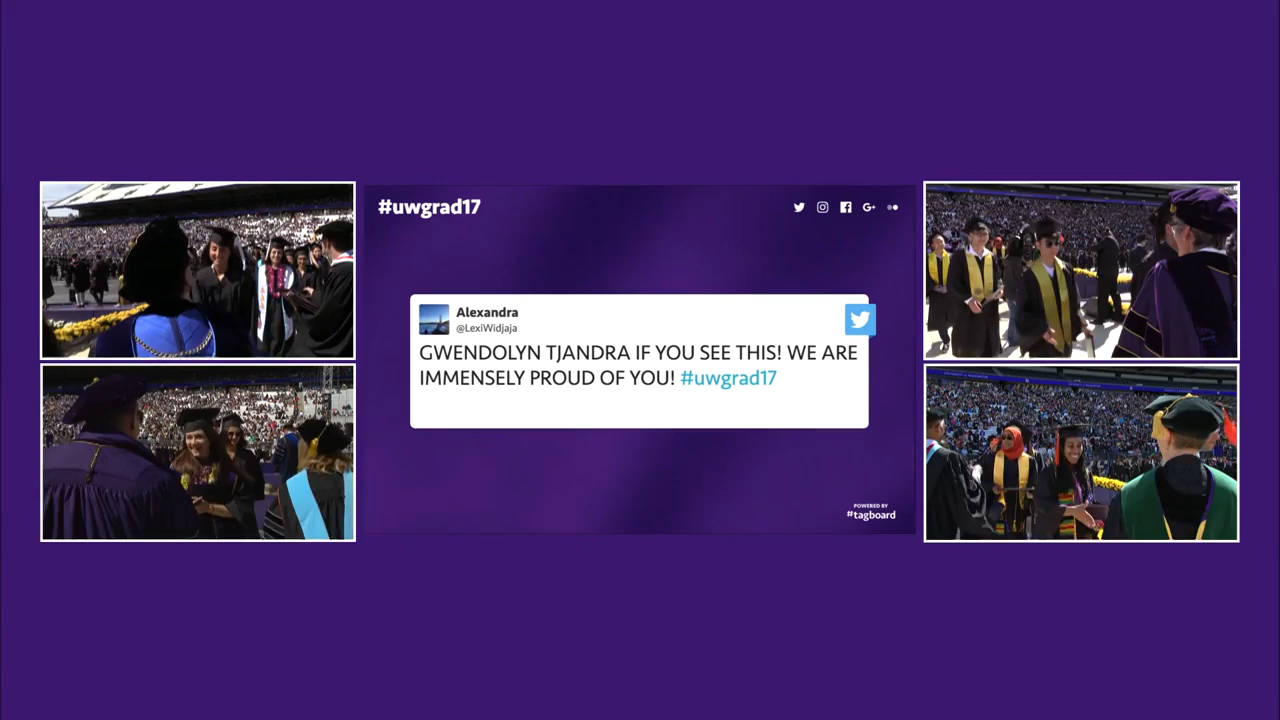 #uwgrad17
Alexandra
@LexiWidjaja
GWENDOLYN TJANDRA IF YOU SEE THIS! WE ARE
IMMENSELY PROUD OF YOU! #uwgrad17
POWERED BY
#tagboard